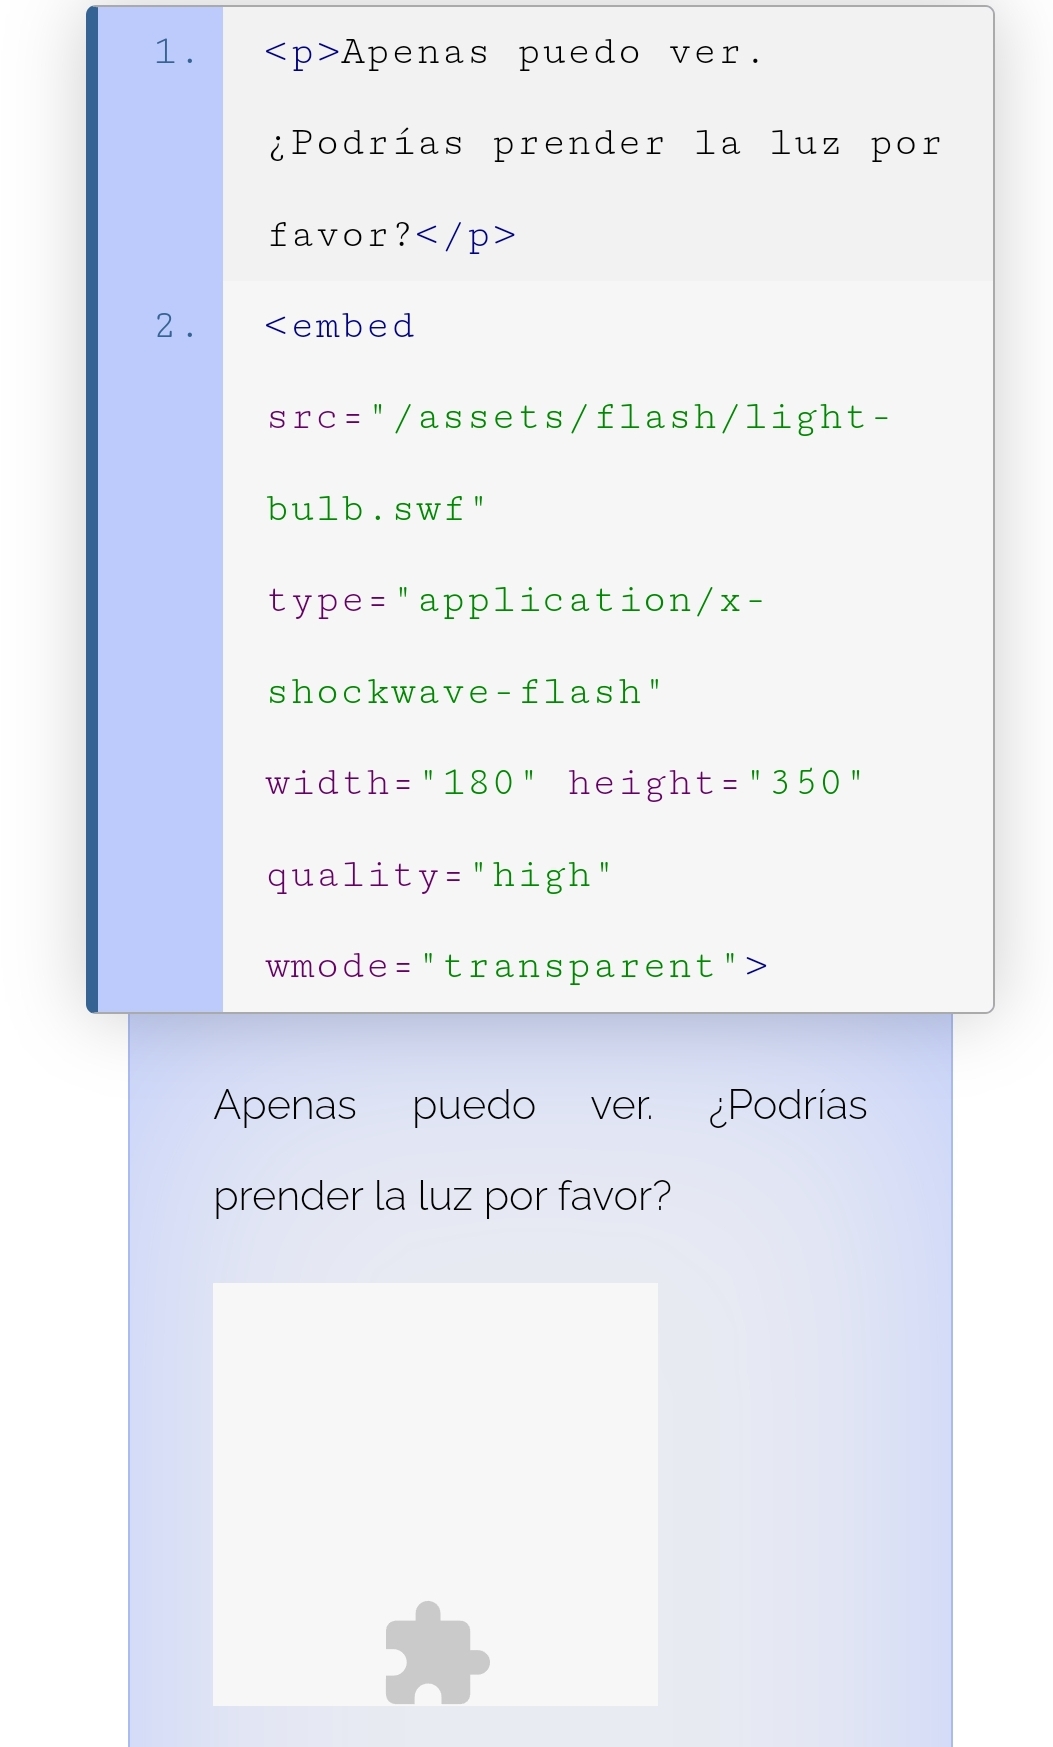 1. <p>Apenas puedo ver.
¿Podrías prender la luz por
favor?</p>
2. <embed
src="/assets/flash/light-
bulb.swf"
type="application/x-
shockwave-flash"
width="180" height="350"
quality="high"
wmode="transparent">
Apenas puedo ver. ¿Podrías
prender la luz por favor?